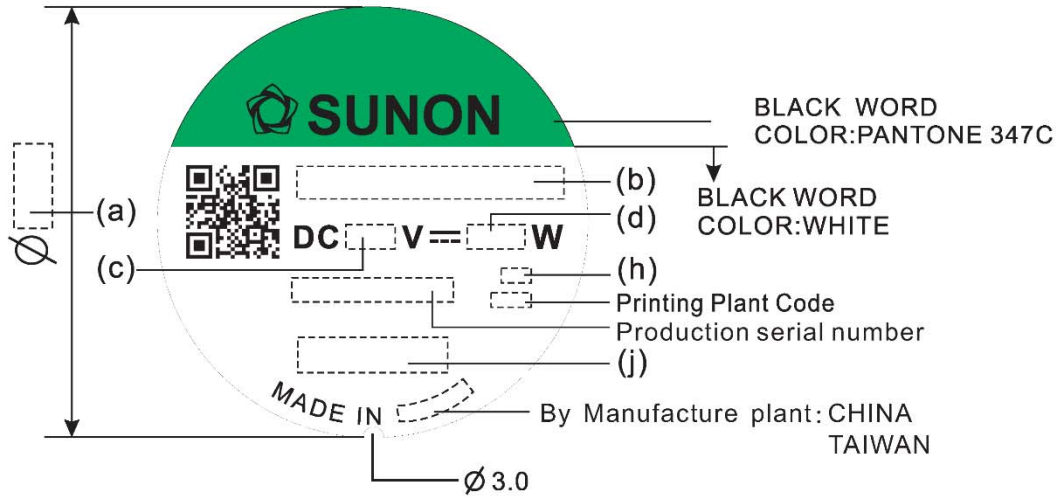 SUNON
BLACK WORD
COLOR:PANTONE 347C
(b)
BLACK WORD
COLOR:WHITE
(a)
Ø
(d)
DC V W
(c)
(h)
Printing Plant Code
Production serial number
(j)
MADE IN
By Manufacture plant: CHINA
TAIWAN
Ø 3.0